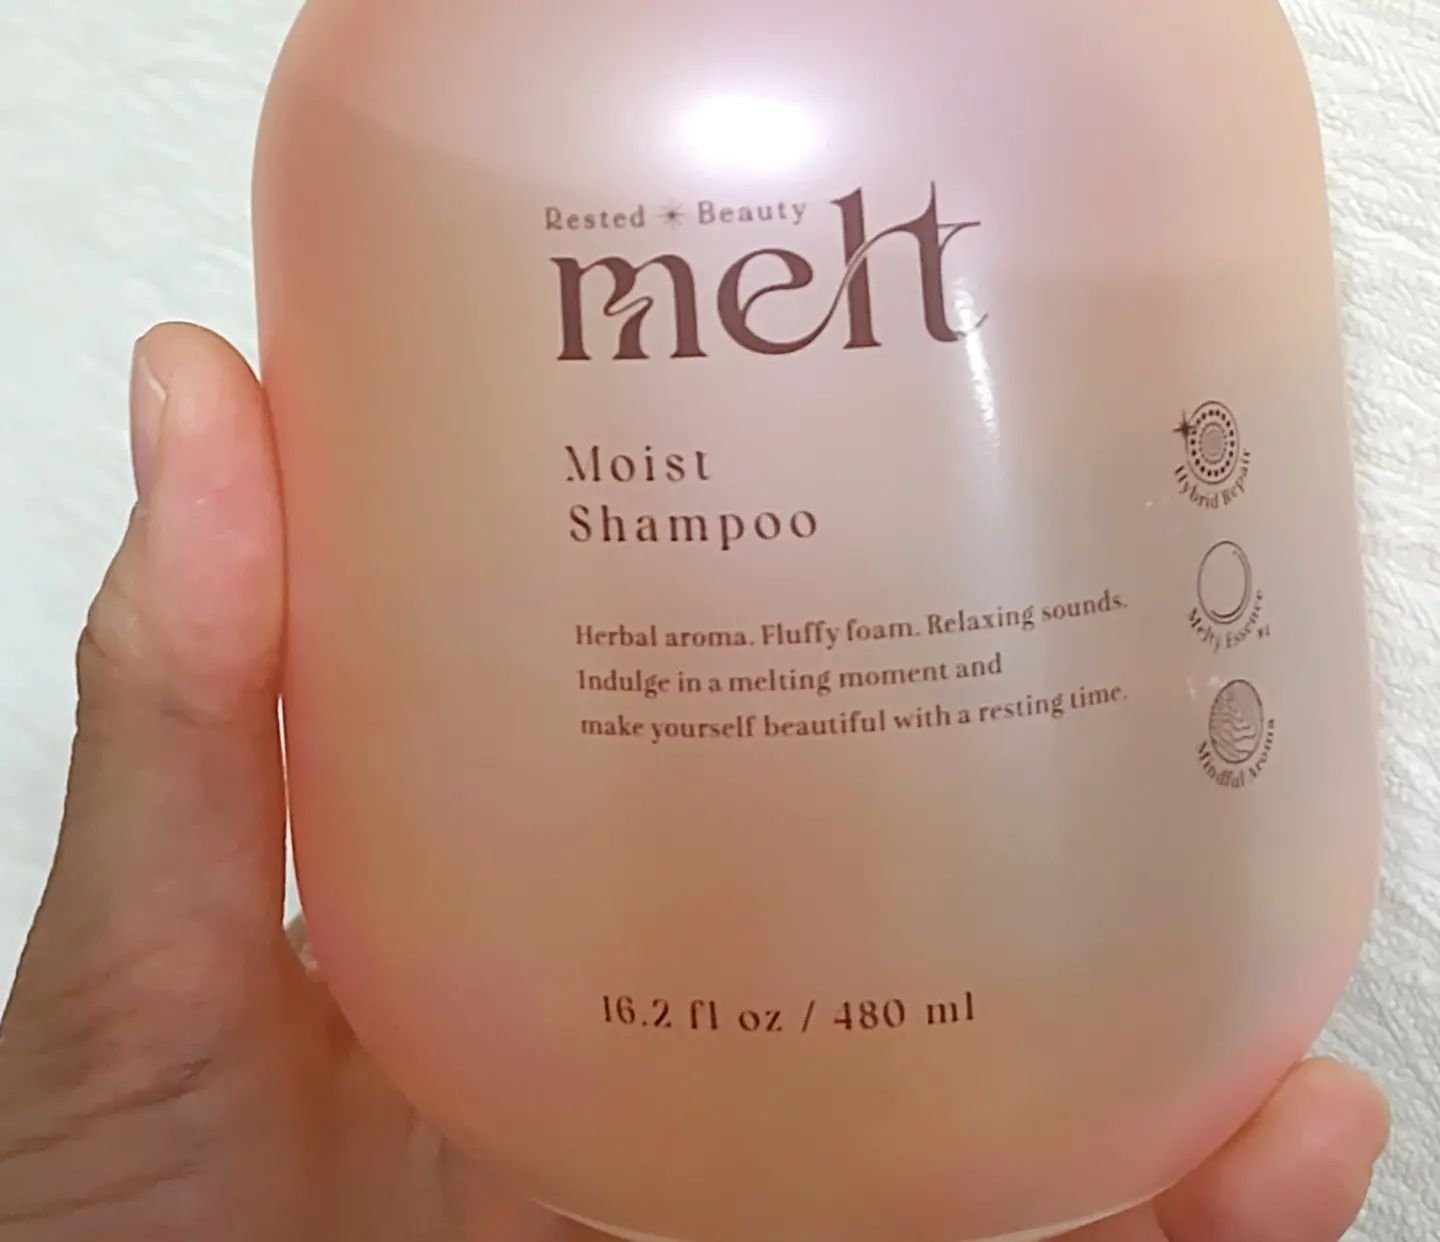 Rested Beauty
melt
Moist
Shampoo
Herbal aroma. Fluffy foam. Relaxing sounds.
Indulge in a melting moment and
make yourself beautiful with a resting time.
Hybrid Repair
Melty Essence
Mindful Aroma
16.2 fl oz / 480 ml